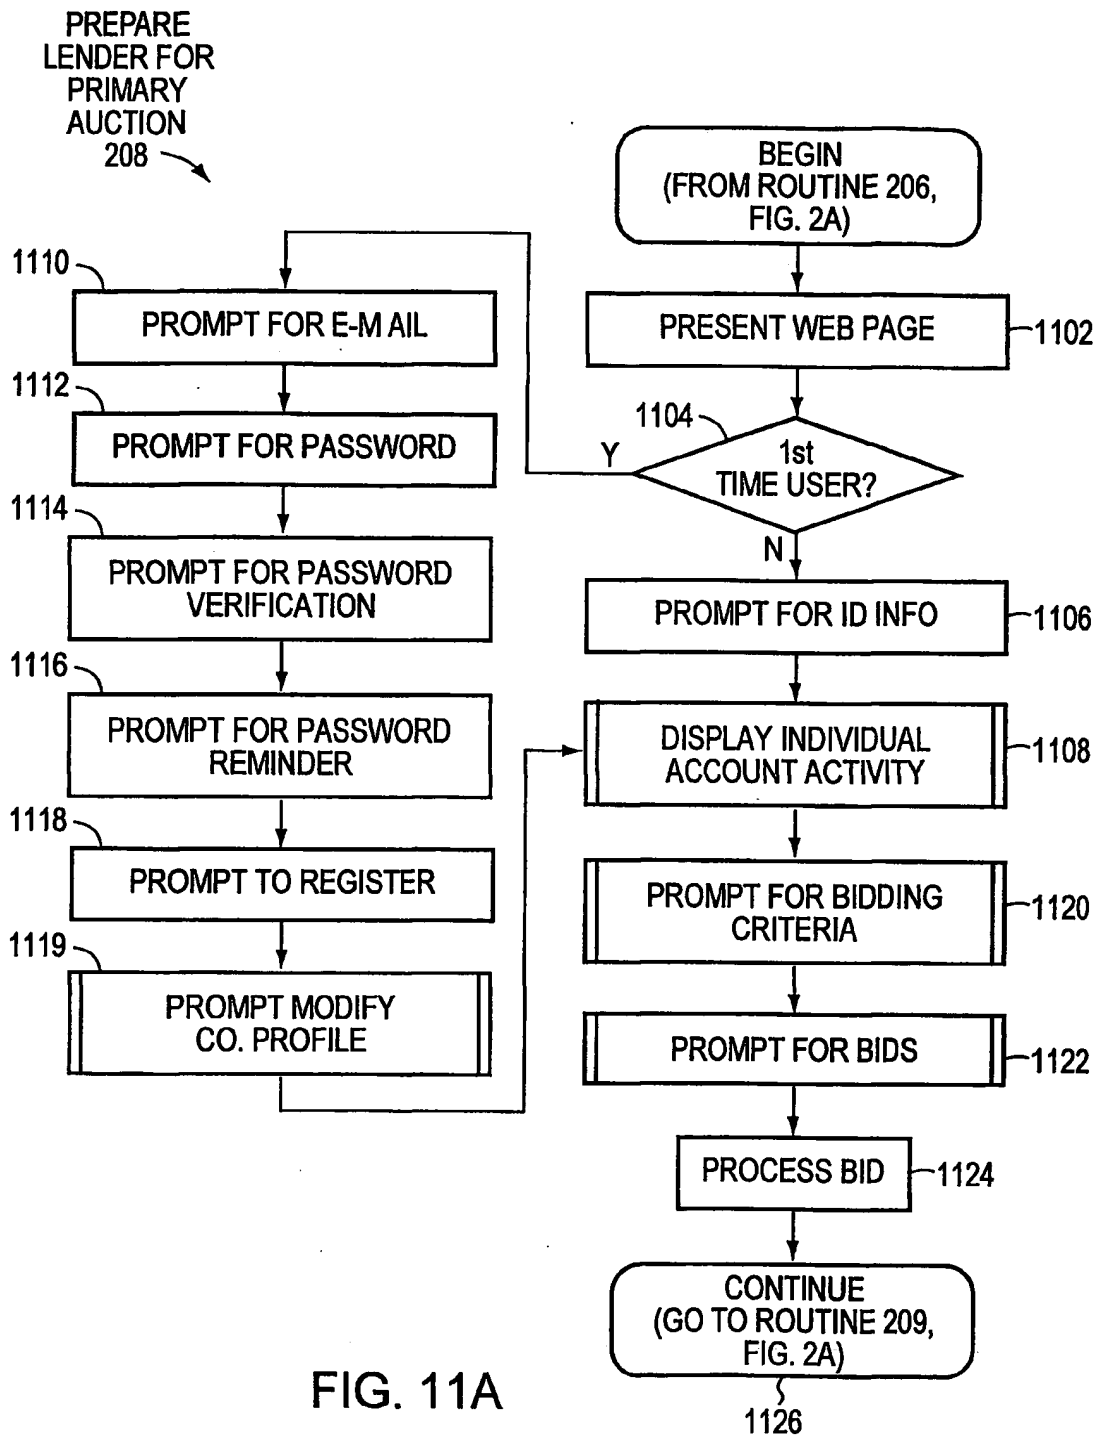 PREPARE
LENDER FOR
PRIMARY
AUCTION
208
BEGIN
(FROM ROUTINE 206,
FIG. 2A)
PRESENT WEB PAGE
1102
1104
1st
TIME USER?
Y
N
1110
PROMPT FOR E-M AIL
1112
PROMPT FOR PASSWORD
1114
PROMPT FOR PASSWORD
VERIFICATION
1116
PROMPT FOR PASSWORD
REMINDER
1118
PROMPT TO REGISTER
1119
PROMPT MODIFY
CO. PROFILE
PROMPT FOR ID INFO
1106
DISPLAY INDIVIDUAL
ACCOUNT ACTIVITY
1108
PROMPT FOR BIDDING
CRITERIA
1120
PROMPT FOR BIDS
1122
PROCESS BID
1124
CONTINUE
(GO TO ROUTINE 209,
FIG. 2A)
1126
FIG. 11A